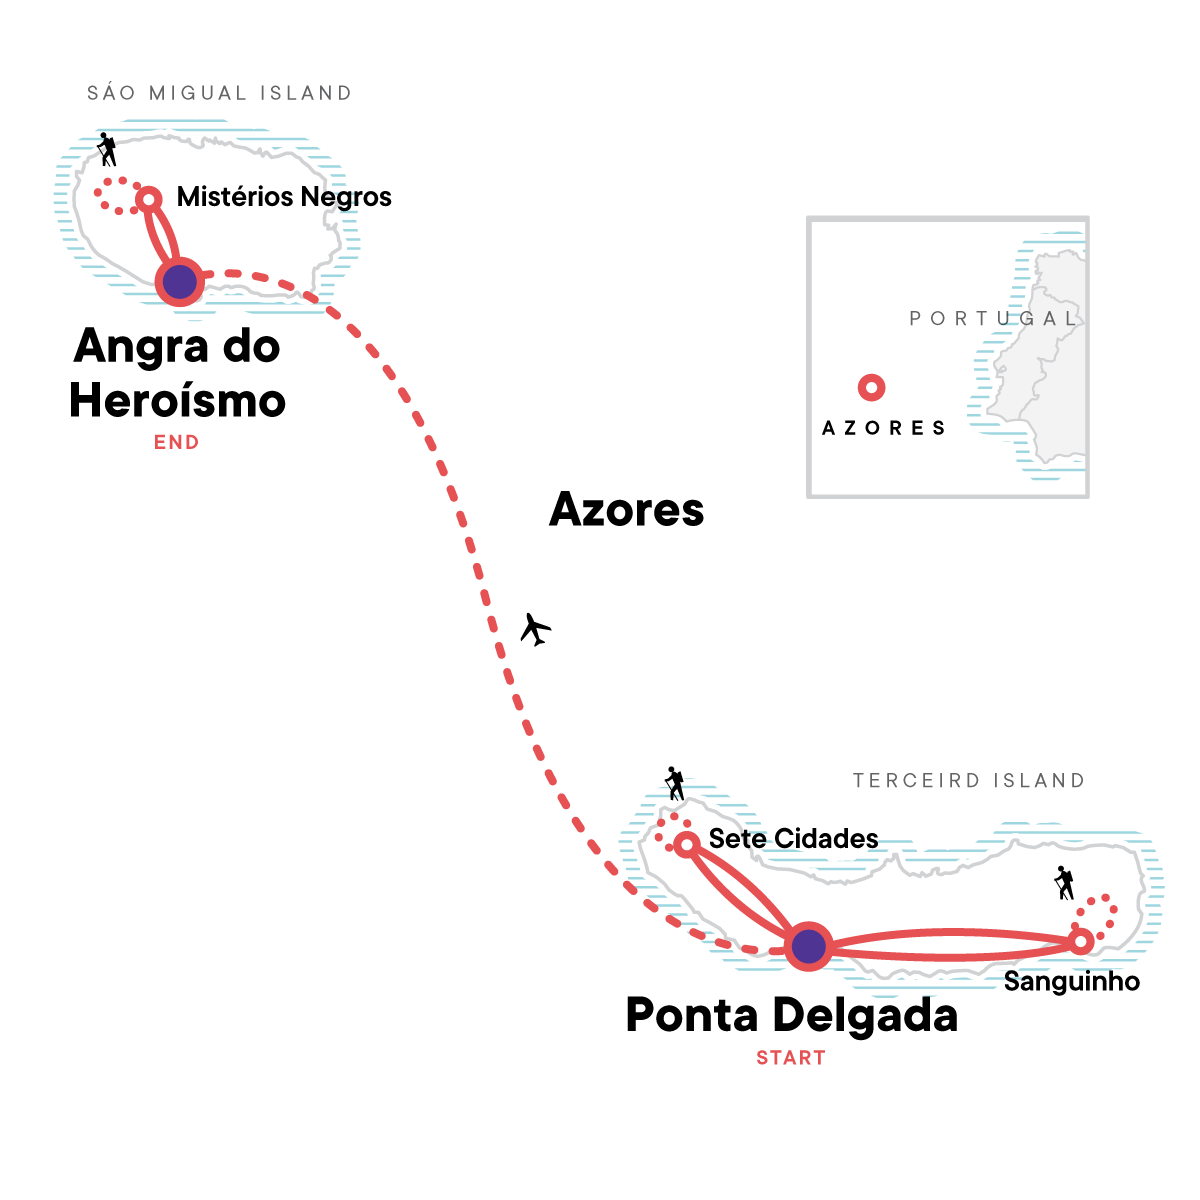 SÁO MIGUAL ISLAND
Mistérios Negros
Angra do
Heroísmo
END
PORTUGAL
AZORES
Azores
TERCEIRD ISLAND
Sete Cidades
Sanguinho
Ponta Delgada
START